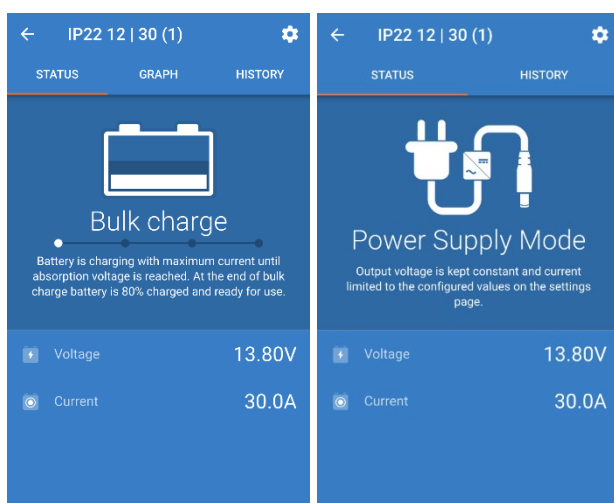 IP22 12 | 30 (1)
STATUS GRAPH HISTORY
Bulk charge
Battery is charging with maximum current until
absorption voltage is reached. At the end of bulk
charge battery is 80% charged and ready for use.
Voltage 13.80V
Current 30.0A
IP22 12 | 30 (1)
STATUS HISTORY
Power Supply Mode
Output voltage is kept constant and current
limited to the configured values on the settings
page.
Voltage 13.80V
Current 30.0A